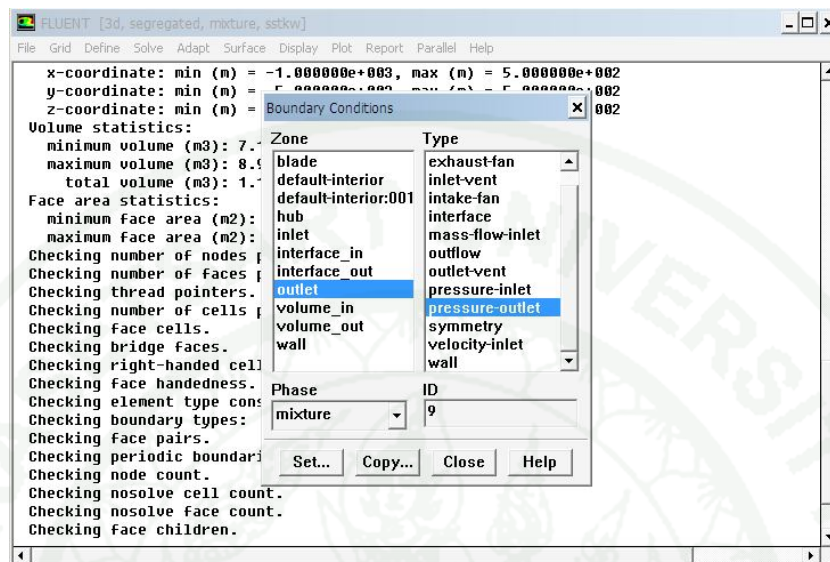 FLUENT [3d, segregated, mixture, sstkw]
File Grid Define Solve Adapt Surface Display Plot Report Parallel Help
x-coordinate: min (m) = -1.000000e+003, max (m) = 5.000000e+002
y-coordinate: min (m) =
z-coordinate: min (m) = 002
Volume statistics:
minimum volume (m3): 7.
maximum volume (m3): 8.
total volume (m3): 1.
Face area statistics:
minimum face area (m2):
maximum face area (m2):
Checking number of nodes
Checking number of faces
Checking thread pointers.
Checking number of cells
Checking face cells.
Checking bridge faces.
Checking right-handed cell
Checking face handedness.
Checking element type cons
Checking boundary types:
Checking face pairs.
Checking periodic boundari
Checking node count.
Checking nosolve cell count.
Checking nosolve face count.
Checking face children.
Boundary Conditions
Zone
blade
default-interior
default-interior:001
hub
inlet
interface_in
interface_out
outlet
volume_in
volume_out
wall
Type
exhaust-fan
inlet-vent
intake-fan
interface
mass-flow-inlet
outflow
outlet-vent
pressure-inlet
pressure-outlet
symmetry
velocity-inlet
wall
Phase
mixture
ID
9
Set... Copy... Close Help